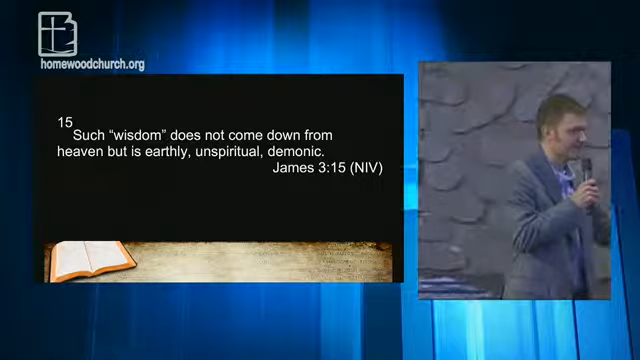 homewoodchurch.org
15
Such “wisdom” does not come down from
heaven but is earthly, unspiritual, demonic.
James 3:15 (NIV)